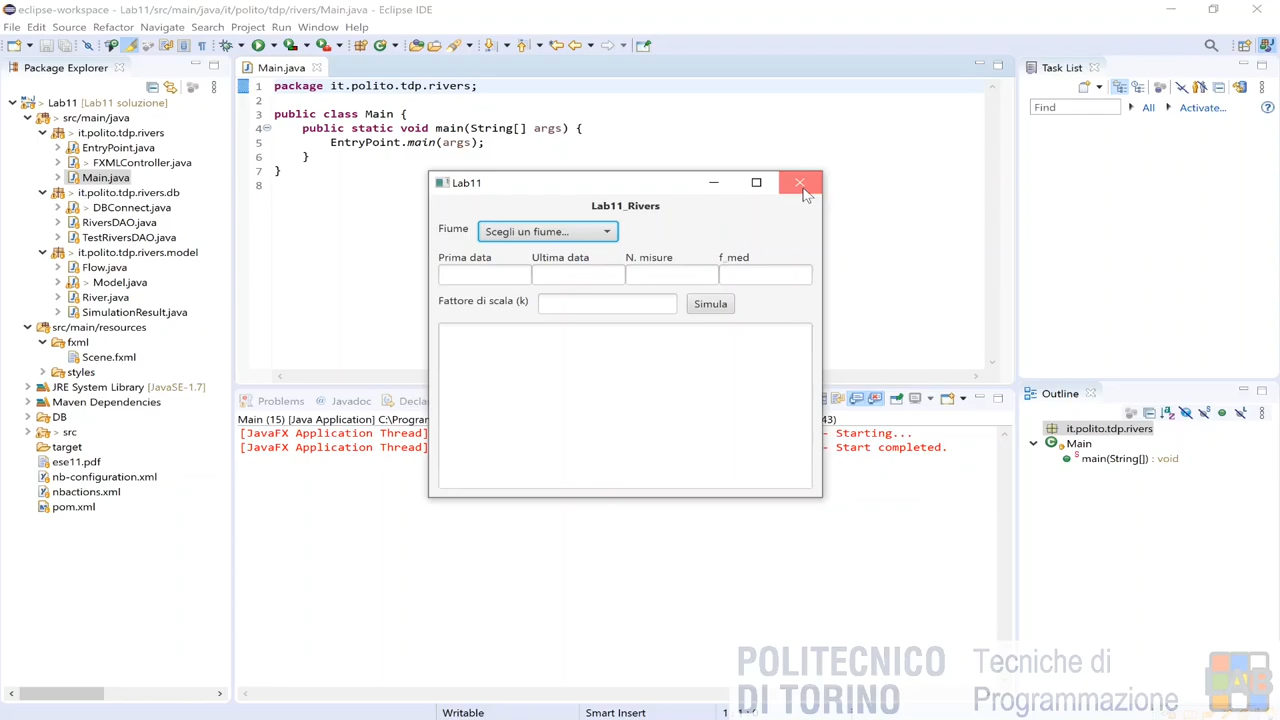 eclipse-workspace - Lab11/src/main/java/it/polito/tdp/rivers/Main.java - Eclipse IDE
File Edit Source Refactor Navigate Search Project Run Window Help
Package Explorer
Main.java
Task List
Find
All
Activate...
Lab11 [Lab11 soluzione]
src/main/java
it.polito.tdp.rivers
EntryPoint.java
FXMLController.java
Main.java
it.polito.tdp.rivers.db
DBConnect.java
RiversDAO.java
TestRiversDAO.java
it.polito.tdp.rivers.model
Flow.java
Model.java
River.java
SimulationResult.java
src/main/resources
fxml
Scene.fxml
styles
JRE System Library [JavaSE-1.7]
Maven Dependencies
DB
src
target
ese11.pdf
nb-configuration.xml
nbactions.xml
pom.xml
1 package it.polito.tdp.rivers;
2
3 public class Main {
4 public static void main(String[] args) {
5 EntryPoint.main(args);
6 }
7 }
8
Lab11
Lab11_Rivers
Fiume Scegli un fiume...
Prima data Ultima data N. misure f_med
Fattore di scala (k) Simula
Problems Javadoc Declar
Main (15) [Java Application] C:\Program 43)
[JavaFX Application Thread] - Starting...
[JavaFX Application Thread] - Start completed.
Outline
it.polito.tdp.rivers
Main
main(String[]) : void
Writable Smart Insert 1
POLITECNICO
DI TORINO
Tecniche di
Programmazione